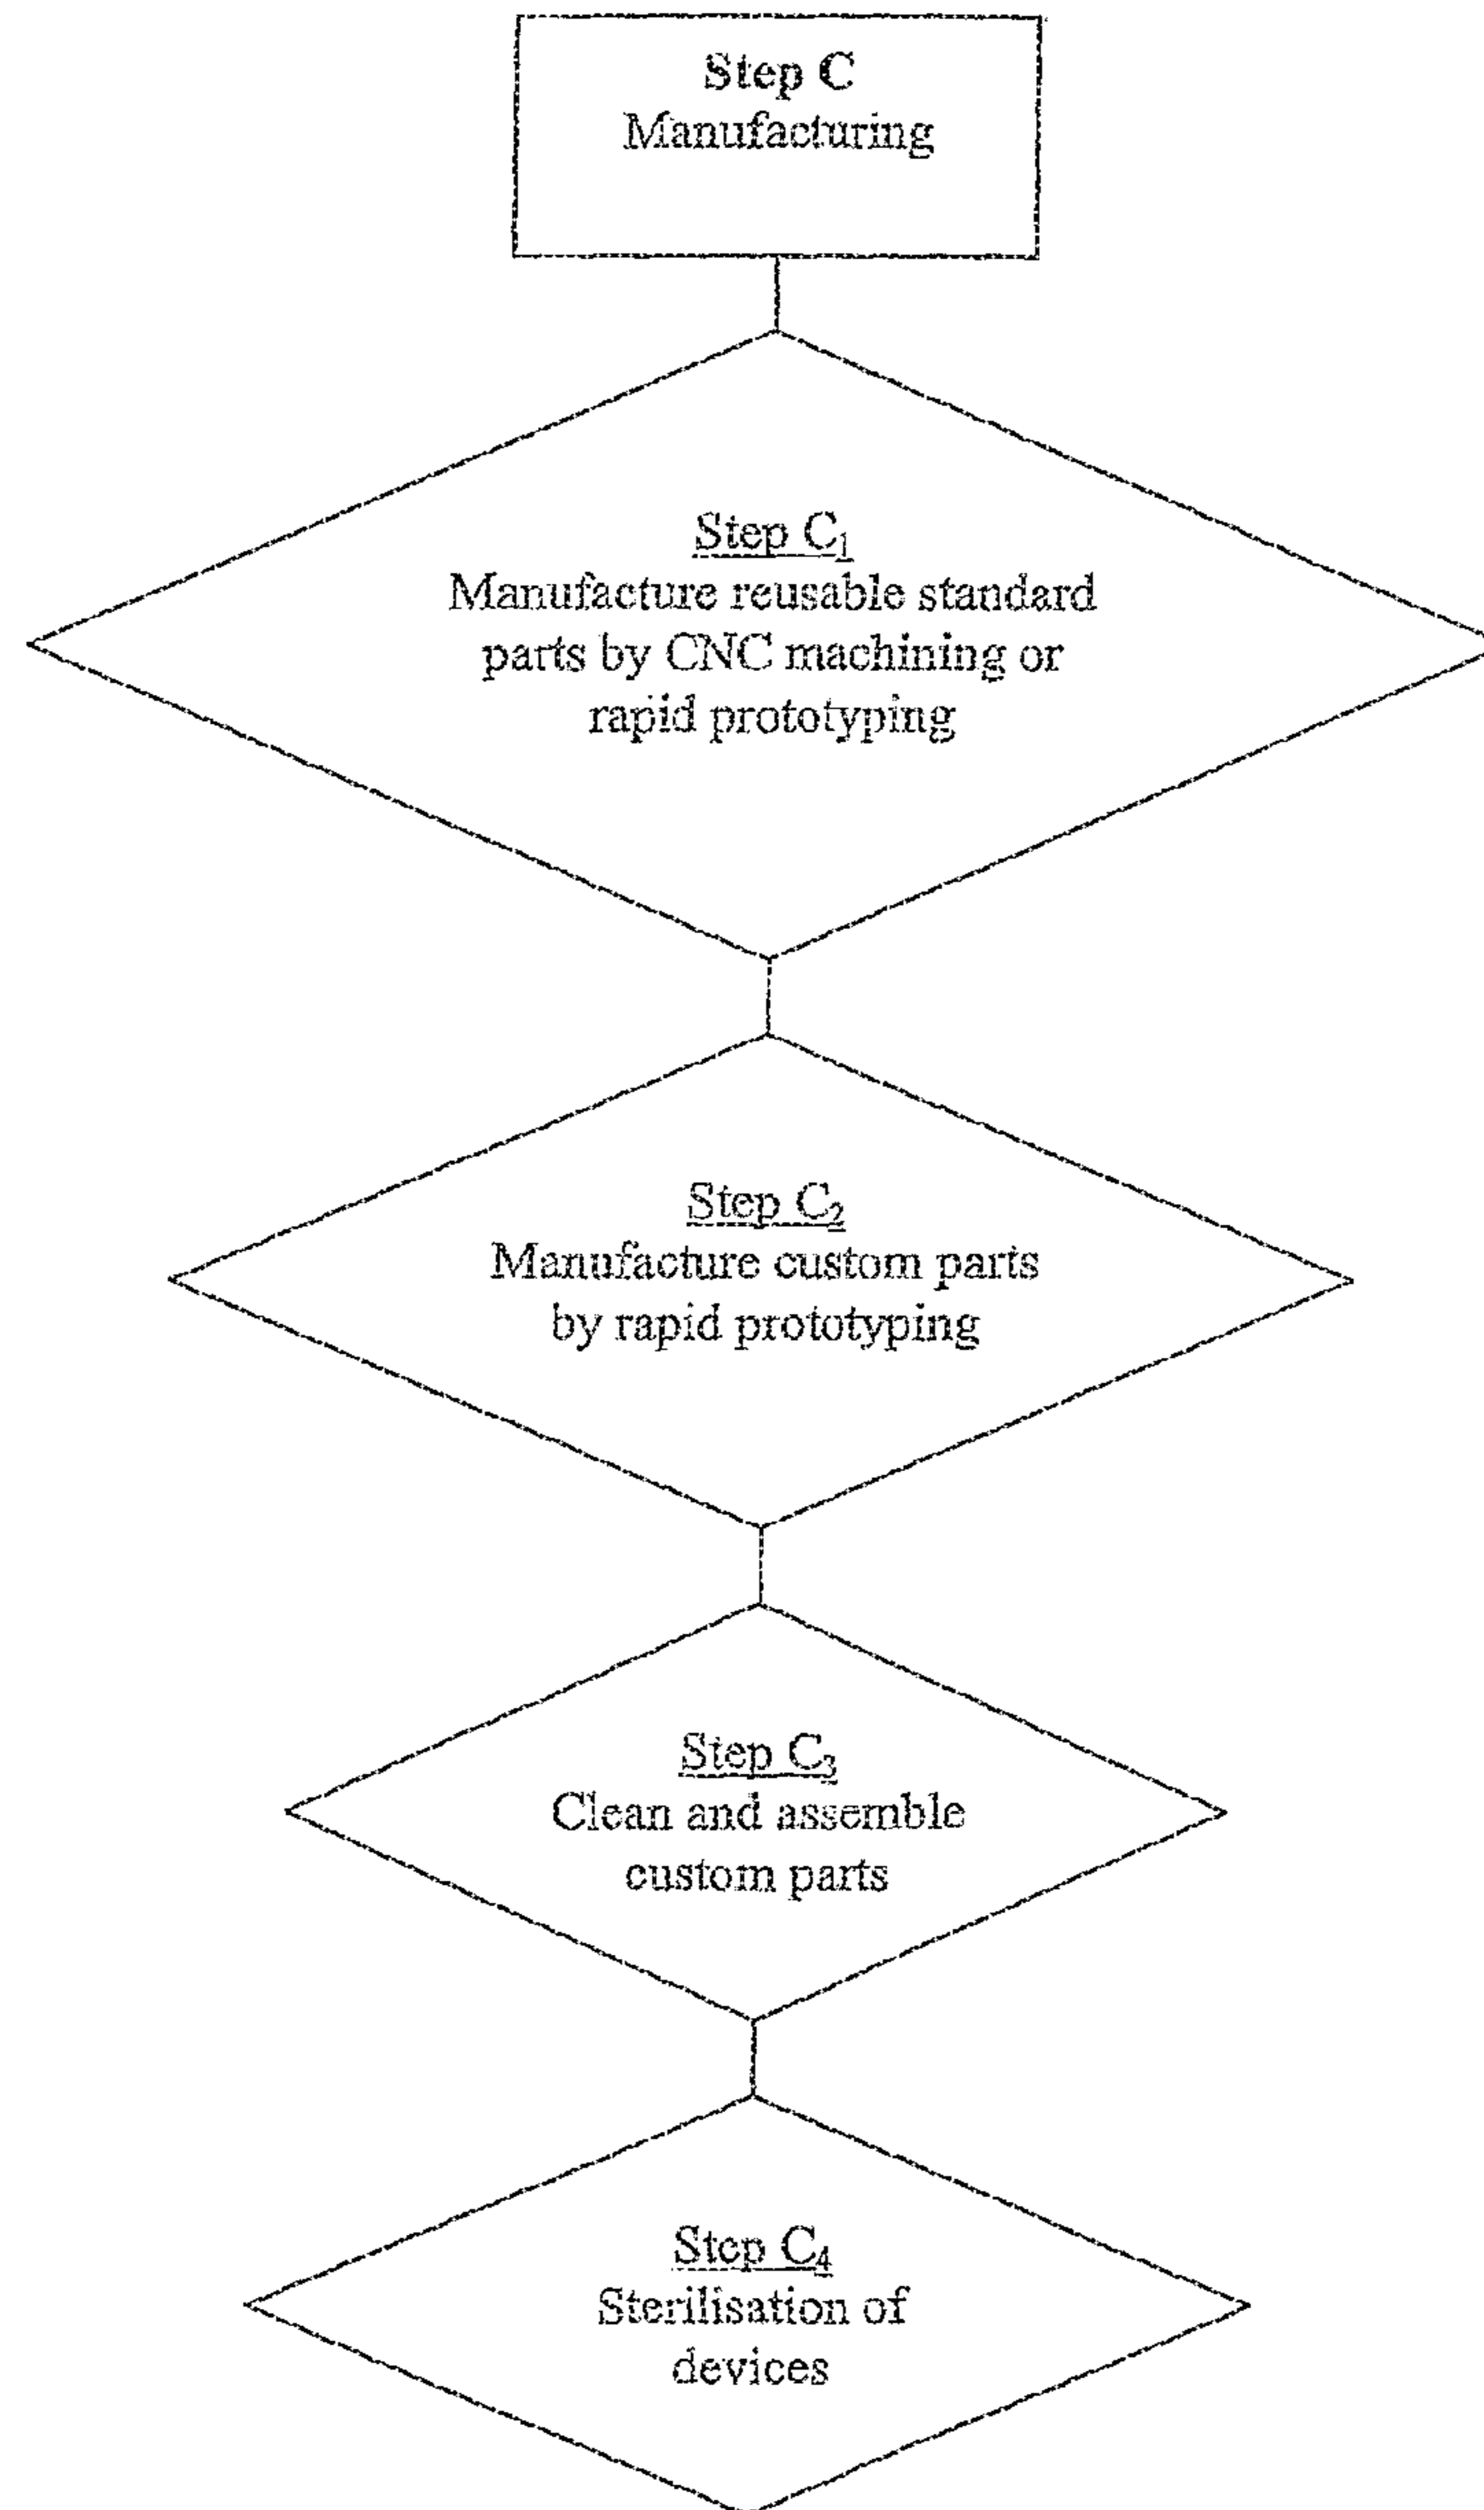 Step C
Manufacturing
Step C₁
Manufacture reusable standard
parts by CNC machining or
rapid prototyping
Step C₂
Manufacture custom parts
by rapid prototyping
Step C₃
Clean and assemble
custom parts
Step C₄
Sterilisation of
devices